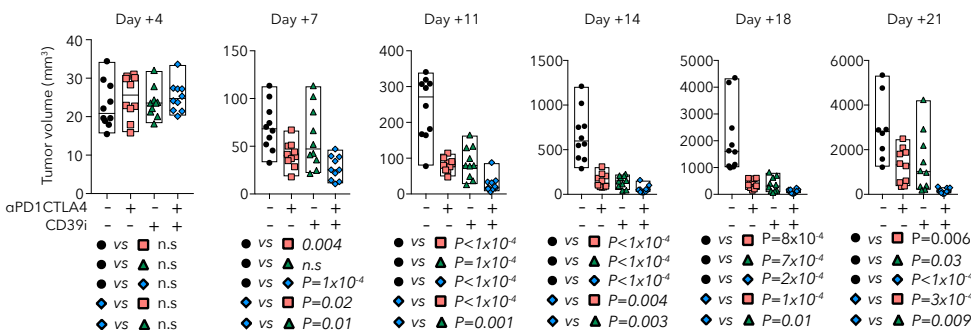 Day +4 Day +7 Day +11 Day +14 Day +18 Day +21
Tumor volume (mm³)
40 150 400 1500 5000 6000
30 300 4000
20 100 200 1000 3000 4000
10 50 100 500 2000 2000
0 0 0 0 1000 0
0
αPD1CTLA4 - + - + - + - + - + - + - + - + - + - + - + - +
CD39i - - + + - - + + - - + + - - + + - - + + - - + +
vs n.s vs 0.004 vs P<1x10-4 vs P<1x10-4 vs P=8x10-4 vs P=0.006
vs n.s vs n.s vs P=1x10-4 vs P<1x10-4 vs P=7x10-4 vs P=0.03
vs n.s vs P=1x10-4 vs P<1x10-4 vs P<1x10-4 vs P=2x10-4 vs P<1x10-4
vs n.s vs P=0.02 vs P<1x10-4 vs P=0.004 vs P=1x10-4 vs P=3x10-4
vs n.s vs P=0.01 vs P=0.001 vs P=0.003 vs P=0.01 vs P=0.009